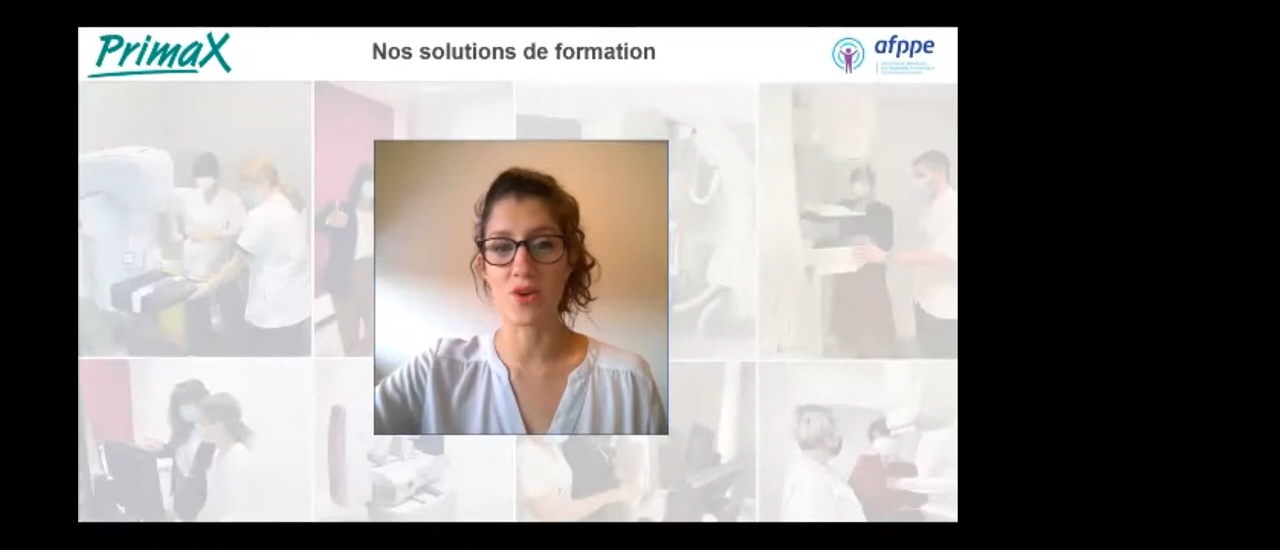 PrimaX
Nos solutions de formation
afppe